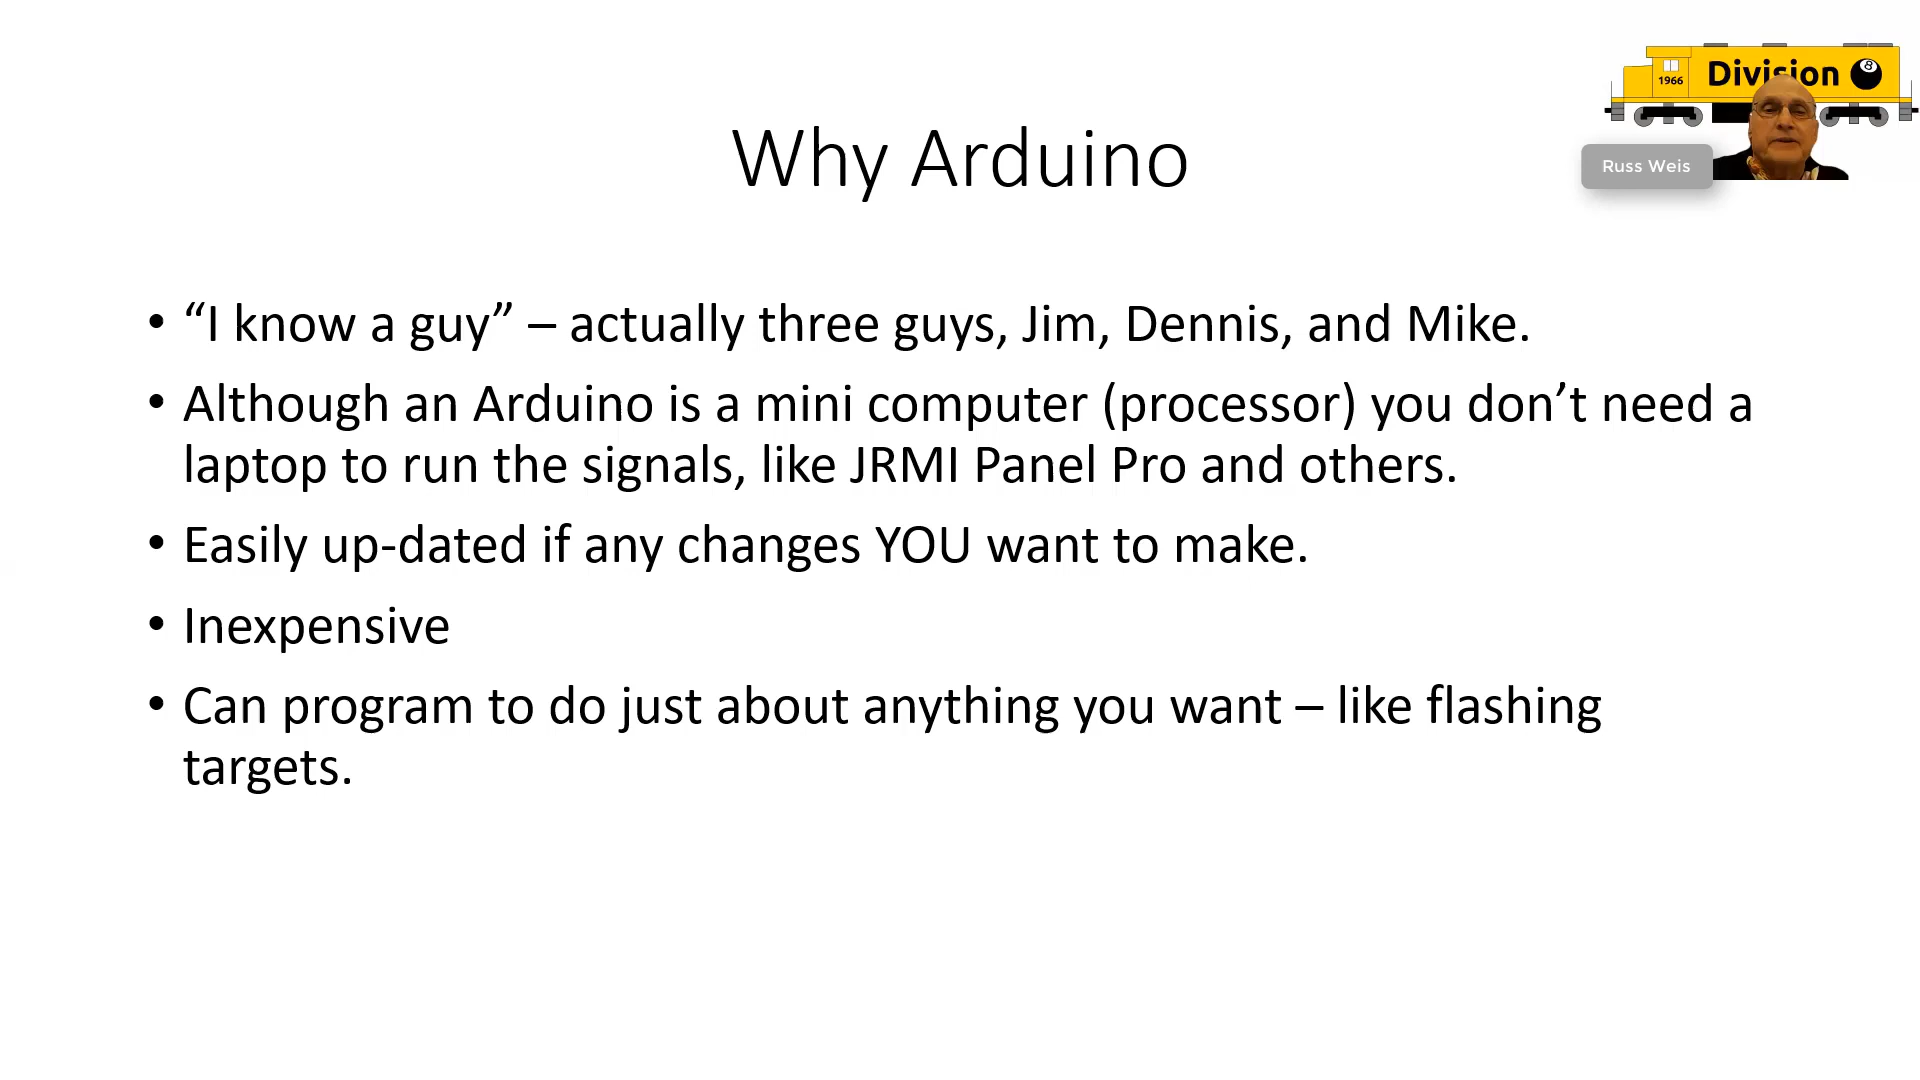 1966
Division
8
Russ Weis
Why Arduino
• “I know a guy” – actually three guys, Jim, Dennis, and Mike.
• Although an Arduino is a mini computer (processor) you don’t need a
laptop to run the signals, like JRMI Panel Pro and others.
• Easily up-dated if any changes YOU want to make.
• Inexpensive
• Can program to do just about anything you want – like flashing
targets.